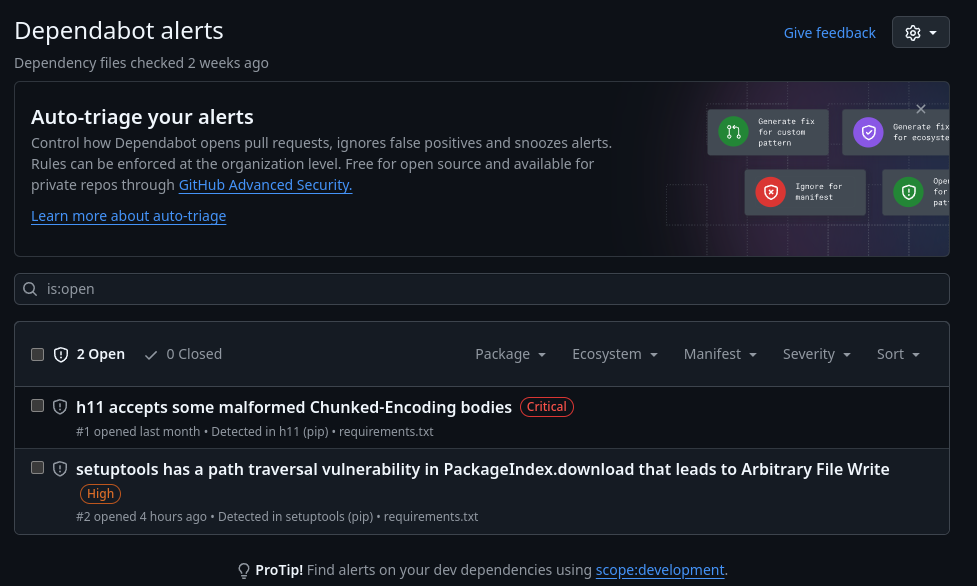 Dependabot alerts
Give feedback
Dependency files checked 2 weeks ago
Auto-triage your alerts
Control how Dependabot opens pull requests, ignores false positives and snoozes alerts.
Rules can be enforced at the organization level. Free for open source and available for
private repos through GitHub Advanced Security.
Learn more about auto-triage
Generate fix
for custom
pattern
Generate fix
for ecosyste
Ignore for
manifest
Ope
for
pat
is:open
2 Open 0 Closed Package Ecosystem Manifest Severity Sort
h11 accepts some malformed Chunked-Encoding bodies Critical
#1 opened last month • Detected in h11 (pip) • requirements.txt
setuptools has a path traversal vulnerability in PackageIndex.download that leads to Arbitrary File Write
High
#2 opened 4 hours ago • Detected in setuptools (pip) • requirements.txt
ProTip! Find alerts on your dev dependencies using scope:development.